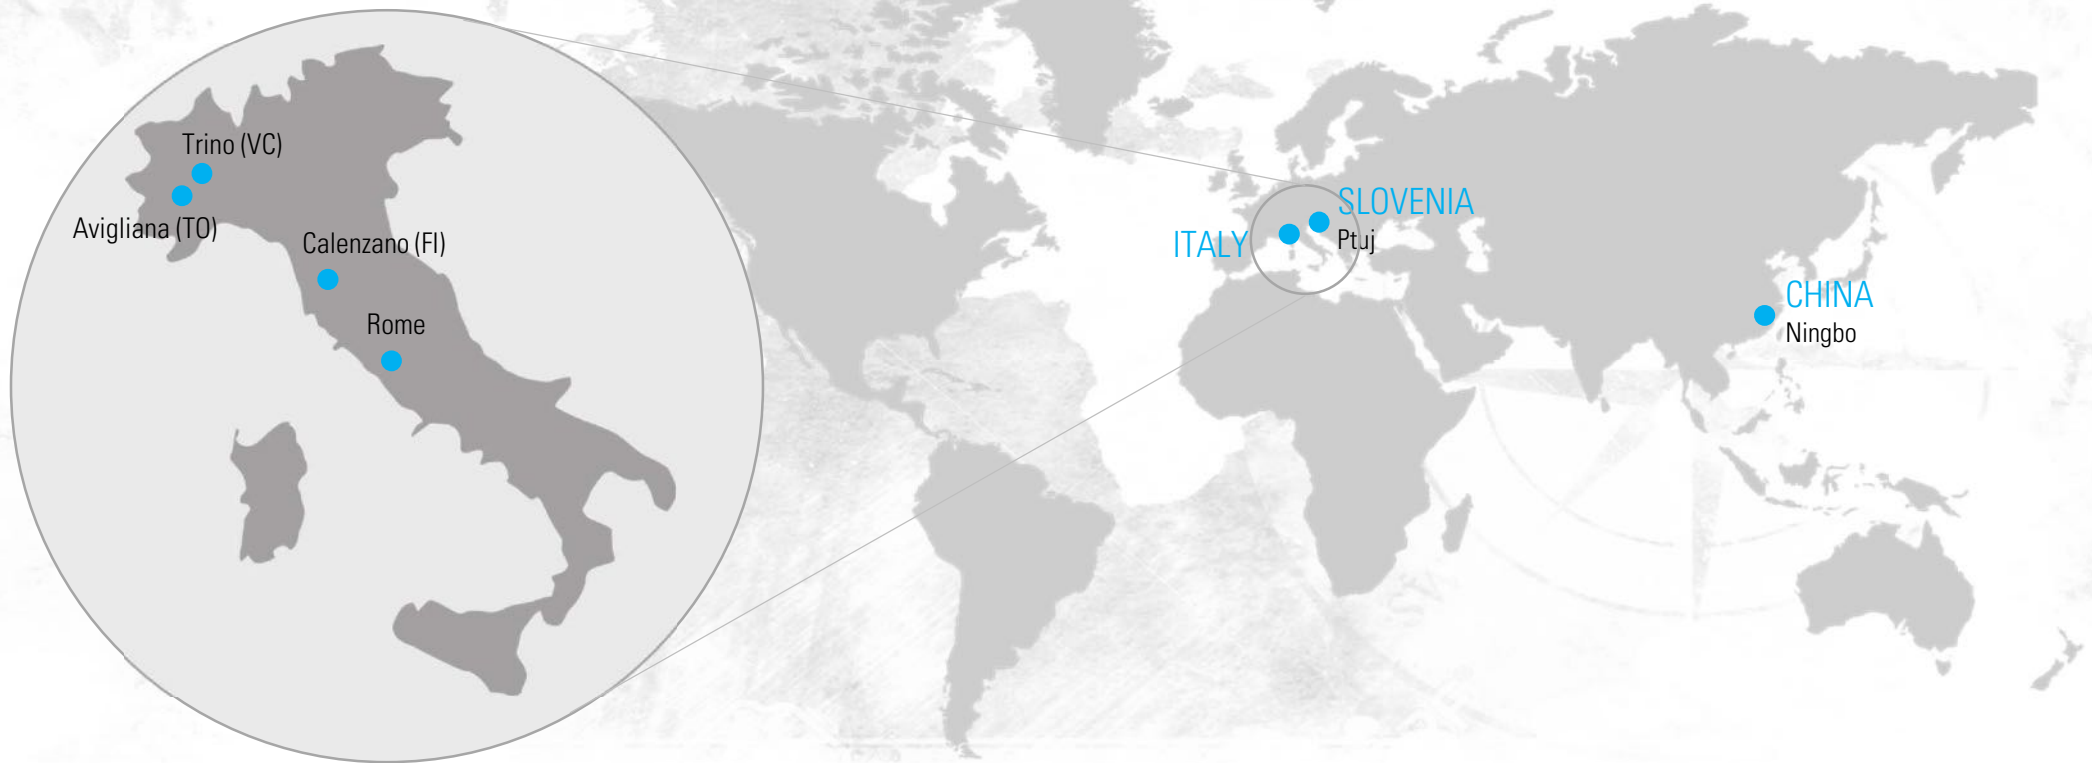 Trino (VC)
Avigliana (TO)
Calenzano (FI)
Rome
ITALY
SLOVENIA
Ptuj
CHINA
Ningbo